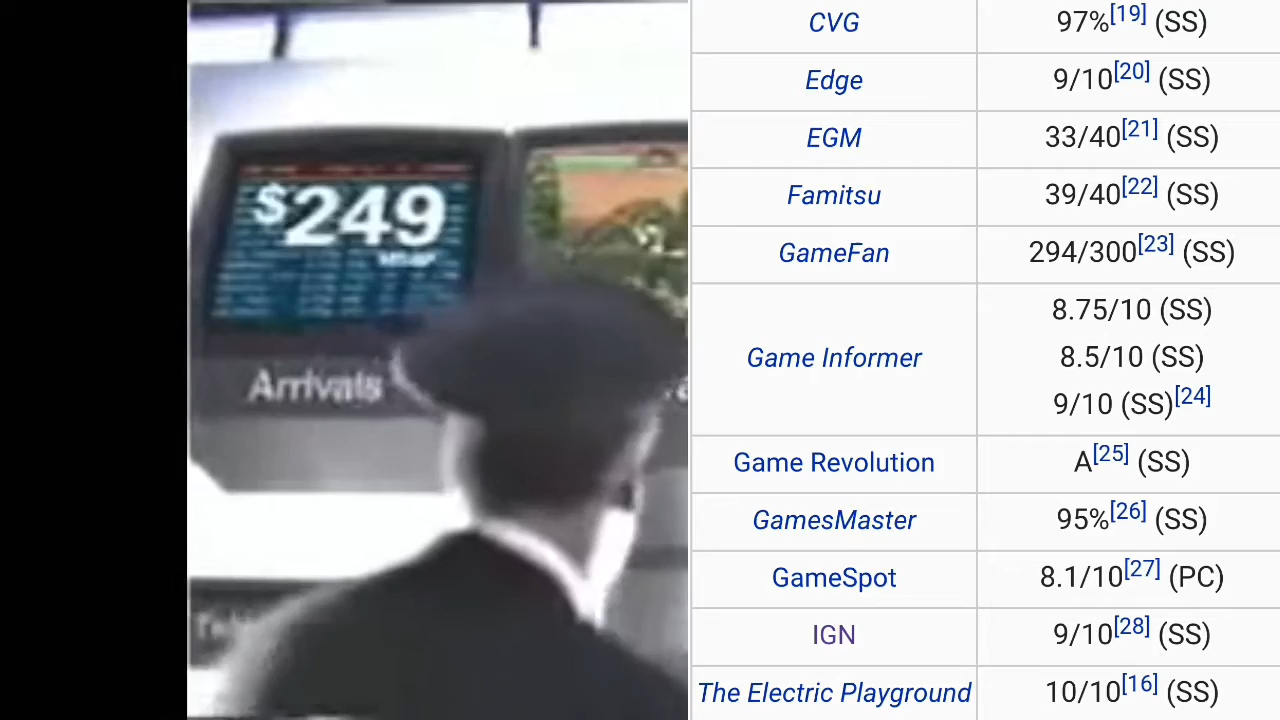 $249
Arrivals
CVG 97%[19] (SS)
Edge 9/10[20] (SS)
EGM 33/40[21] (SS)
Famitsu 39/40[22] (SS)
GameFan 294/300[23] (SS)
Game Informer 8.75/10 (SS)
8.5/10 (SS)
9/10 (SS)[24]
Game Revolution A[25] (SS)
GamesMaster 95%[26] (SS)
GameSpot 8.1/10[27] (PC)
IGN 9/10[28] (SS)
The Electric Playground 10/10[16] (SS)